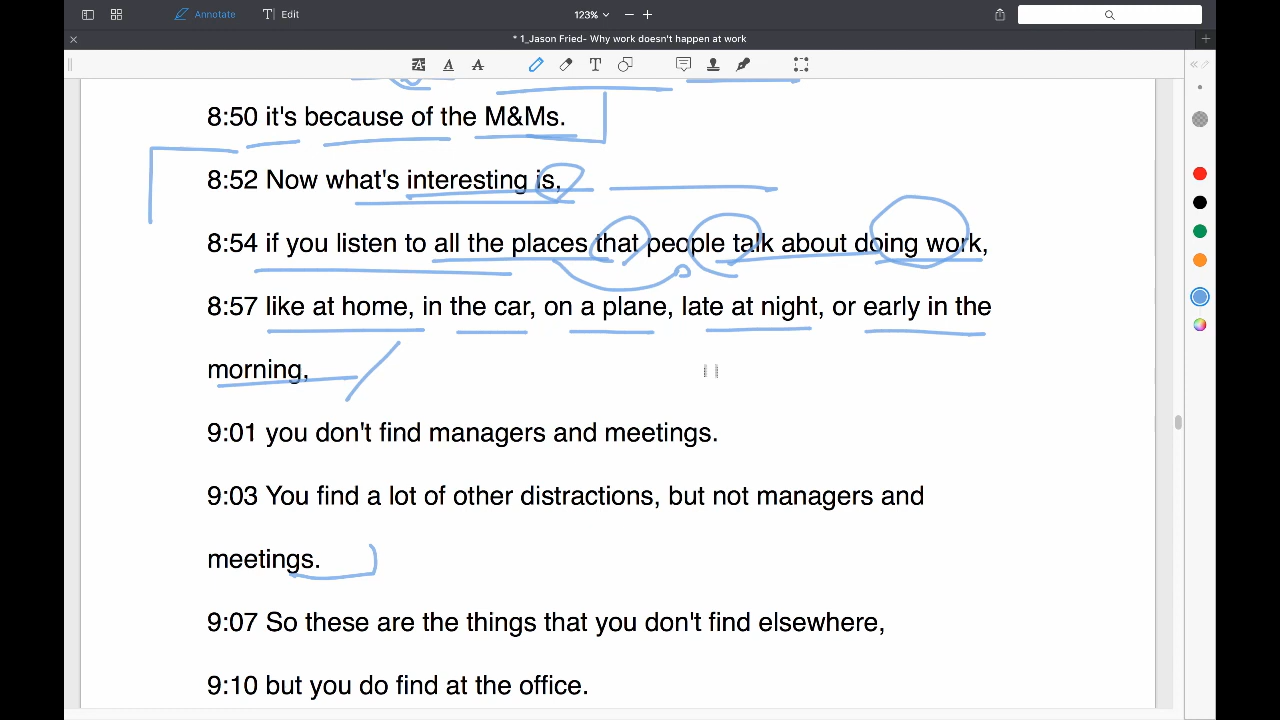 Annotate
Edit
123%
* 1_Jason Fried- Why work doesn't happen at work
8:50 it's because of the M&Ms.
8:52 Now what's interesting is,
8:54 if you listen to all the places that people talk about doing work,
8:57 like at home, in the car, on a plane, late at night, or early in the
morning,
9:01 you don't find managers and meetings.
9:03 You find a lot of other distractions, but not managers and
meetings.
9:07 So these are the things that you don't find elsewhere,
9:10 but you do find at the office.